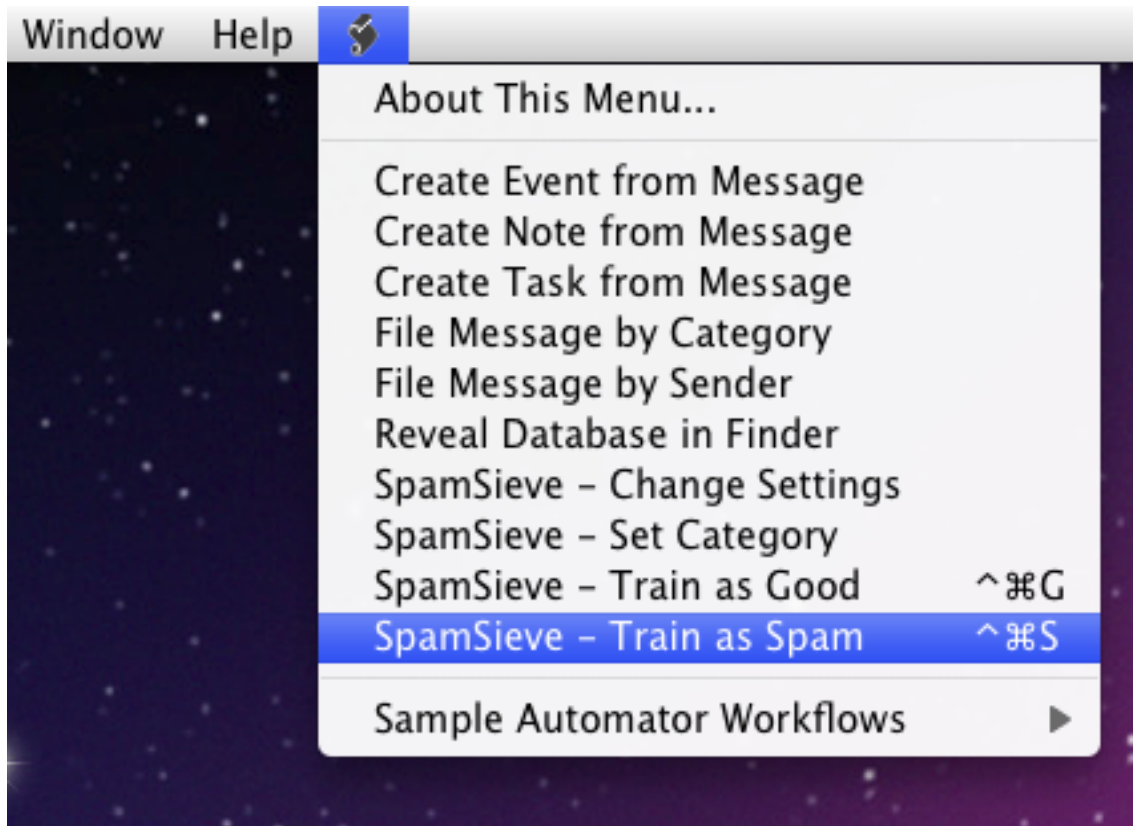 Window Help
About This Menu...
Create Event from Message
Create Note from Message
Create Task from Message
File Message by Category
File Message by Sender
Reveal Database in Finder
SpamSieve – Change Settings
SpamSieve – Set Category
SpamSieve – Train as Good ^⌘G
SpamSieve – Train as Spam ^⌘S
Sample Automator Workflows